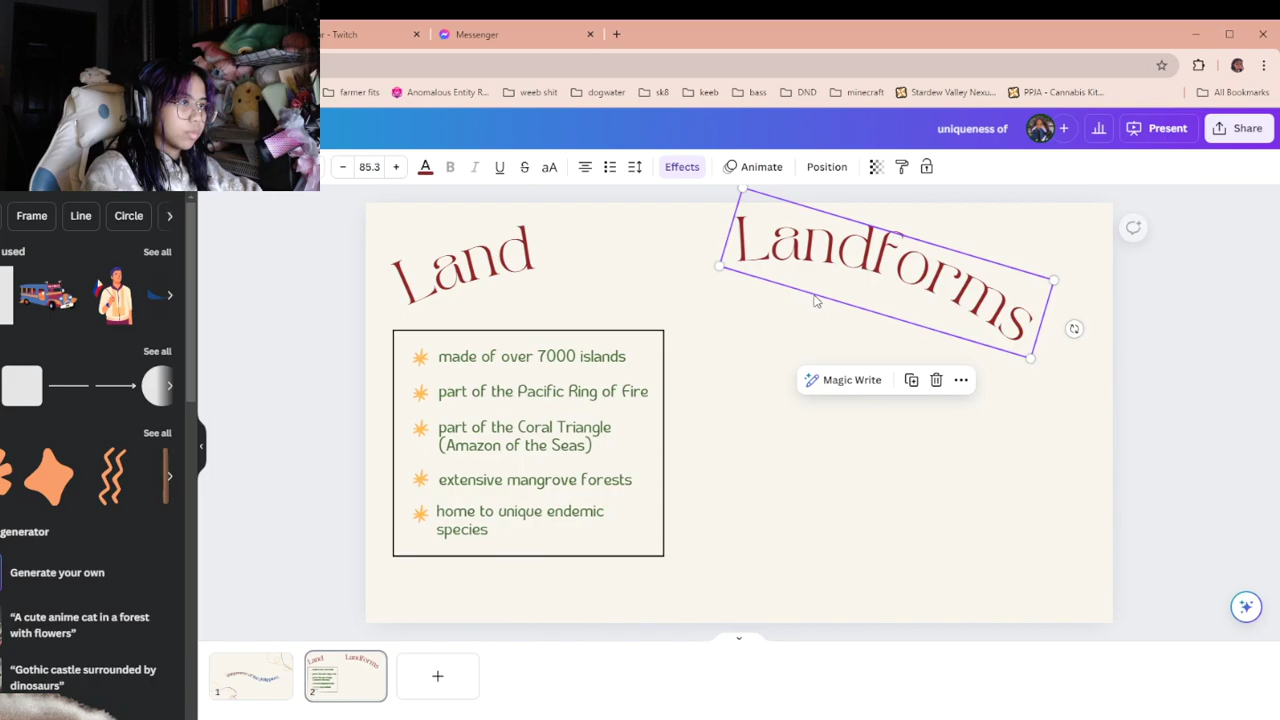 r - Twitch
Messenger
farmer fits
Anomalous Entity R...
weeb shit
dogwater
sk8
keeb
bass
DND
minecraft
Stardew Valley Nexu...
PPJA - Cannabis Kit...
All Bookmarks
uniqueness of
Present
Share
85.3
A
B
I
U
S
aA
Effects
Animate
Position
Frame
Line
Circle
used
See all
See all
See all
generator
Generate your own
“A cute anime cat in a forest
with flowers”
“Gothic castle surrounded by
dinosaurs”
Land
Landforms
made of over 7000 islands
part of the Pacific Ring of Fire
part of the Coral Triangle
(Amazon of the Seas)
extensive mangrove forests
home to unique endemic
species
Magic Write
1
2
Land
Landforms